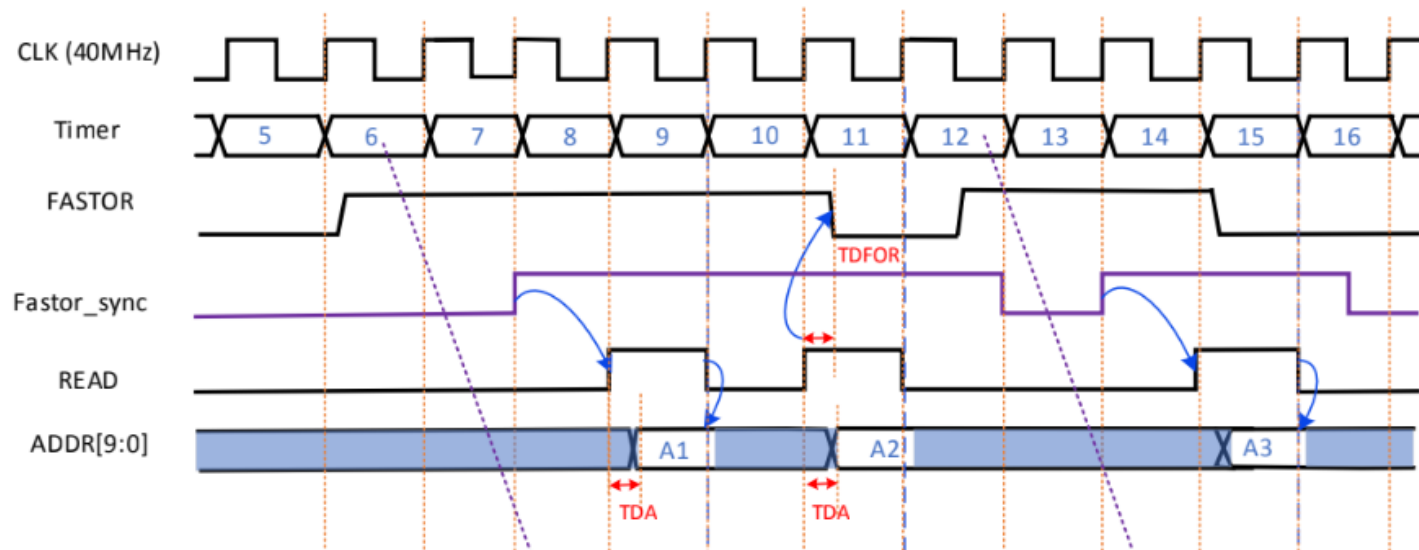 CLK (40MHz)
Timer 5 6 7 8 9 10 11 12 13 14 15 16
FASTOR
TDFOR
Fastor_sync
READ
ADDR[9:0] A1 A2 A3
TDA TDA